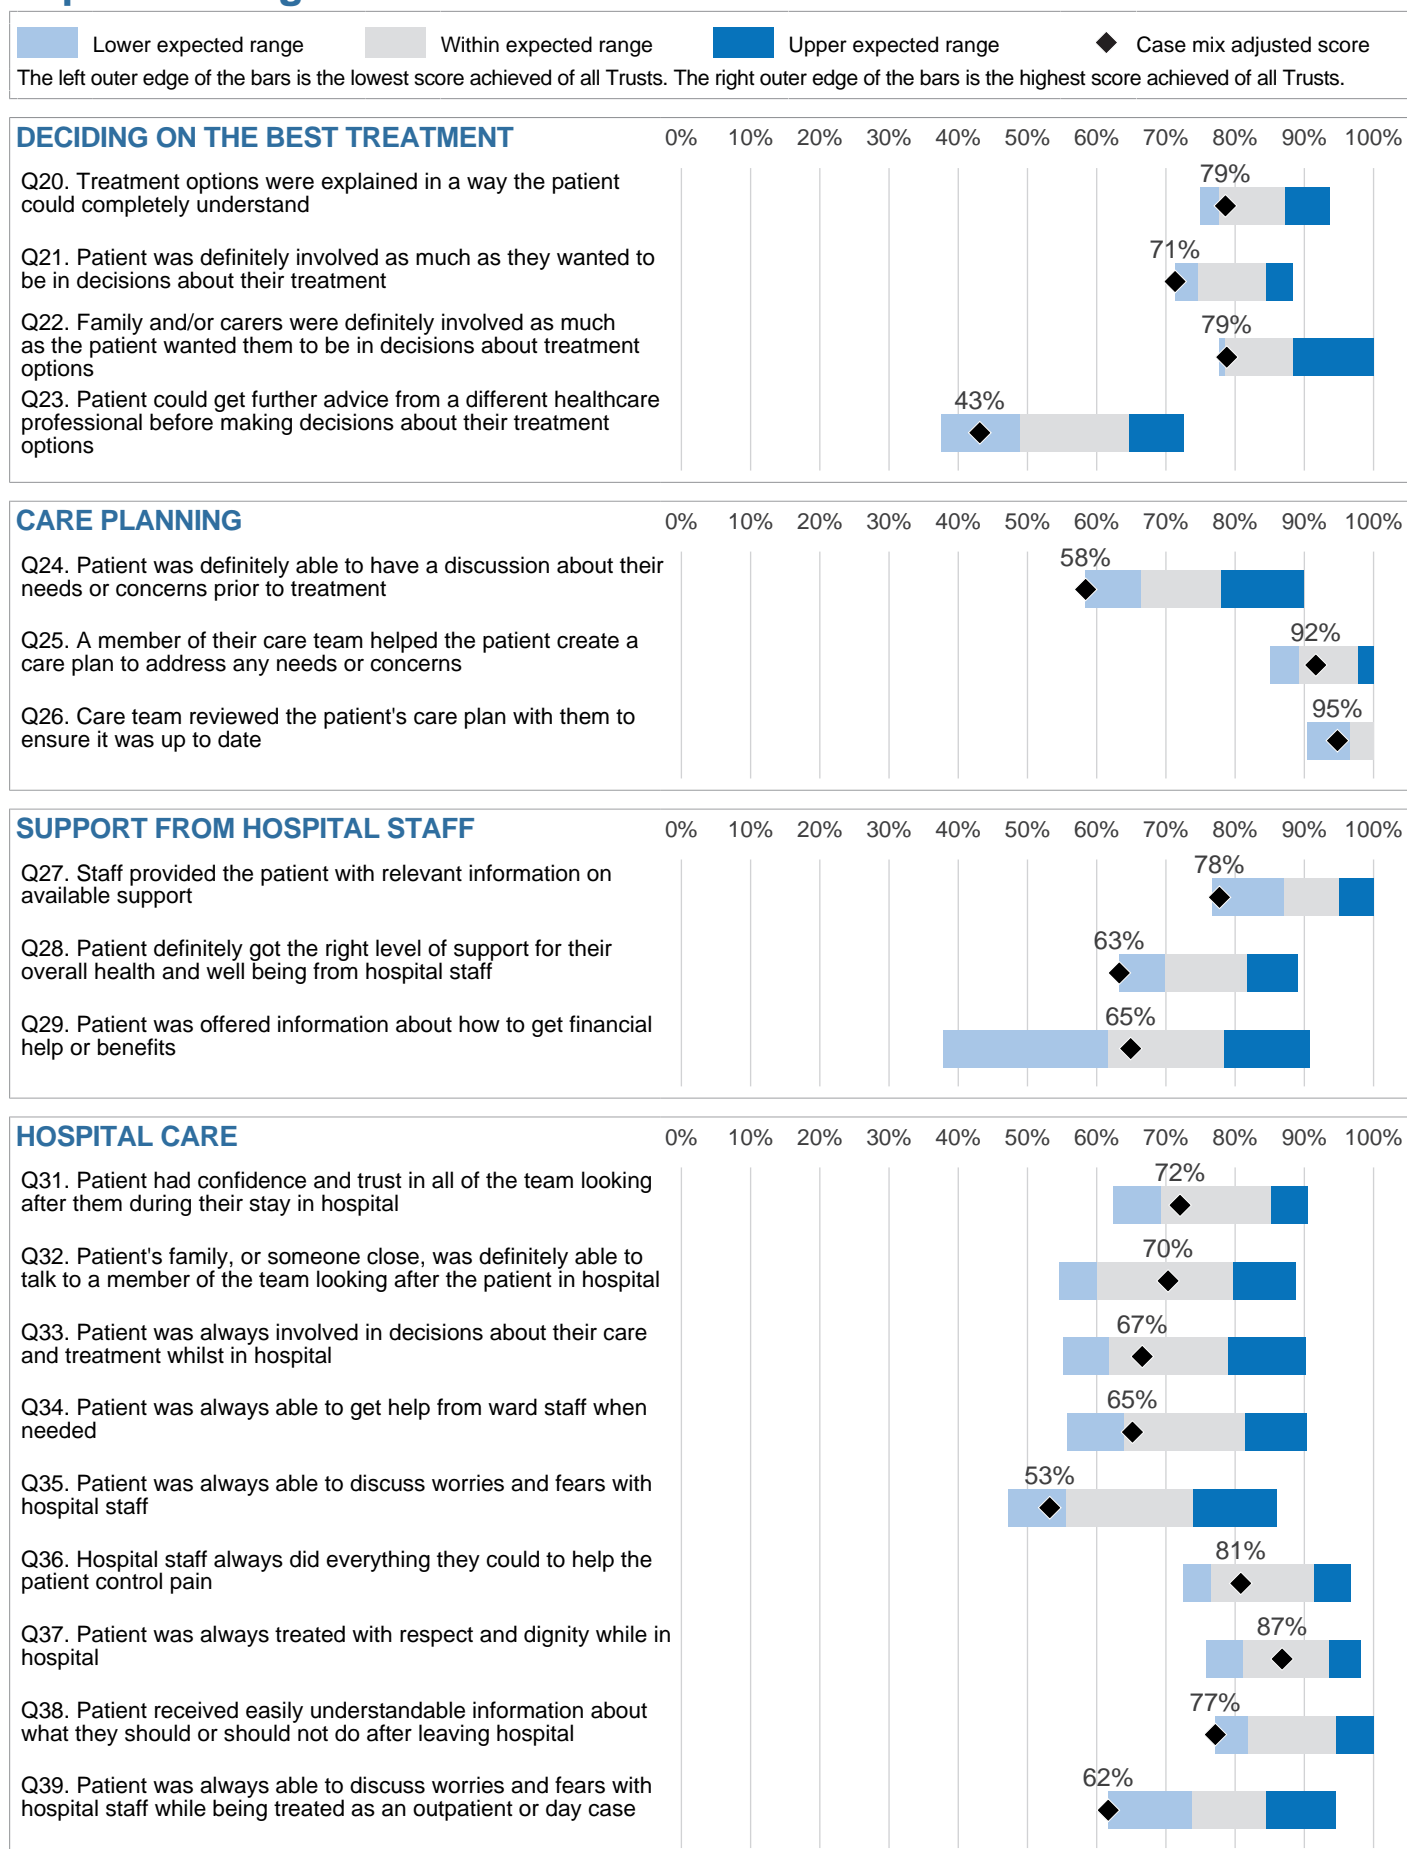 Lower expected range Within expected range Upper expected range Case mix adjusted score
The left outer edge of the bars is the lowest score achieved of all Trusts. The right outer edge of the bars is the highest score achieved of all Trusts.
DECIDING ON THE BEST TREATMENT 0% 10% 20% 30% 40% 50% 60% 70% 80% 90% 100%
Q20. Treatment options were explained in a way the patient
could completely understand
79%
Q21. Patient was definitely involved as much as they wanted to
be in decisions about their treatment
71%
Q22. Family and/or carers were definitely involved as much
as the patient wanted them to be in decisions about treatment
options
79%
Q23. Patient could get further advice from a different healthcare
professional before making decisions about their treatment
options
43%
CARE PLANNING 0% 10% 20% 30% 40% 50% 60% 70% 80% 90% 100%
Q24. Patient was definitely able to have a discussion about their
needs or concerns prior to treatment
58%
Q25. A member of their care team helped the patient create a
care plan to address any needs or concerns
92%
Q26. Care team reviewed the patient's care plan with them to
ensure it was up to date
95%
SUPPORT FROM HOSPITAL STAFF 0% 10% 20% 30% 40% 50% 60% 70% 80% 90% 100%
Q27. Staff provided the patient with relevant information on
available support
78%
Q28. Patient definitely got the right level of support for their
overall health and well being from hospital staff
63%
Q29. Patient was offered information about how to get financial
help or benefits
65%
HOSPITAL CARE 0% 10% 20% 30% 40% 50% 60% 70% 80% 90% 100%
Q31. Patient had confidence and trust in all of the team looking
after them during their stay in hospital
72%
Q32. Patient's family, or someone close, was definitely able to
talk to a member of the team looking after the patient in hospital
70%
Q33. Patient was always involved in decisions about their care
and treatment whilst in hospital
67%
Q34. Patient was always able to get help from ward staff when
needed
65%
Q35. Patient was always able to discuss worries and fears with
hospital staff
53%
Q36. Hospital staff always did everything they could to help the
patient control pain
81%
Q37. Patient was always treated with respect and dignity while in
hospital
87%
Q38. Patient received easily understandable information about
what they should or should not do after leaving hospital
77%
Q39. Patient was always able to discuss worries and fears with
hospital staff while being treated as an outpatient or day case
62%